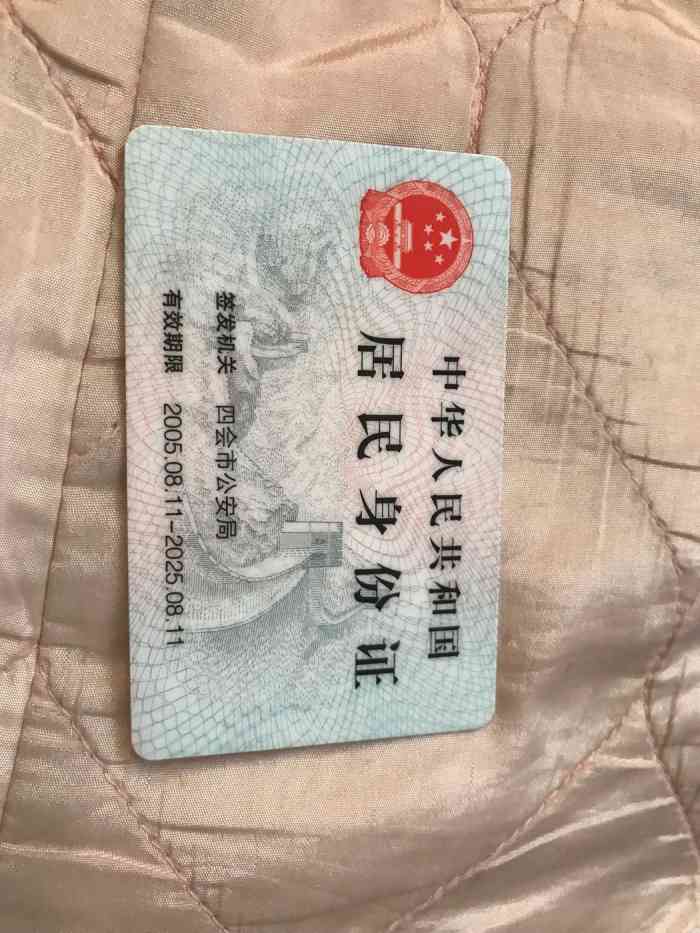 中华人民共和国
居民身份证
签发机关 四会市公安局
有效期限 2005.08.11-2025.08.11